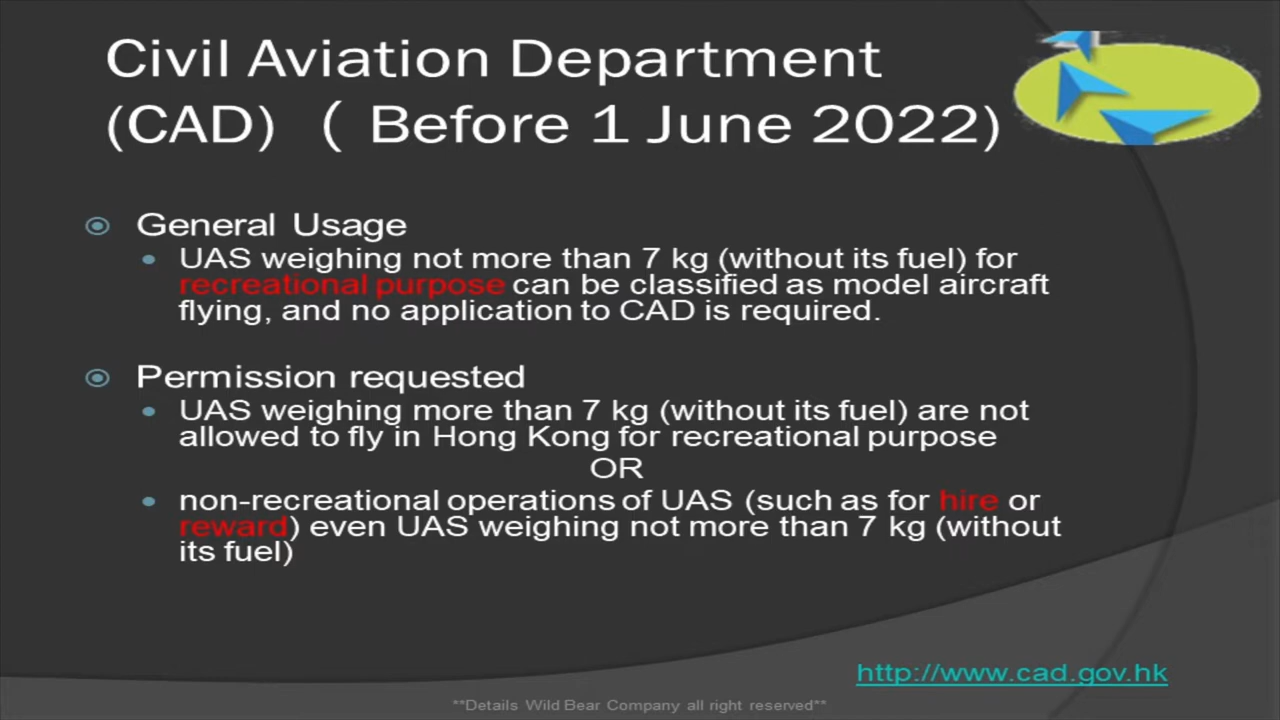 Civil Aviation Department
(CAD) （ Before 1 June 2022)
General Usage
UAS weighing not more than 7 kg (without its fuel) for
recreational purpose can be classified as model aircraft
flying, and no application to CAD is required.
Permission requested
UAS weighing more than 7 kg (without its fuel) are not
allowed to fly in Hong Kong for recreational purpose
OR
non-recreational operations of UAS (such as for hire or
reward) even UAS weighing not more than 7 kg (without
its fuel)
http://www.cad.gov.hk
**Details Wild Bear Company all right reserved**